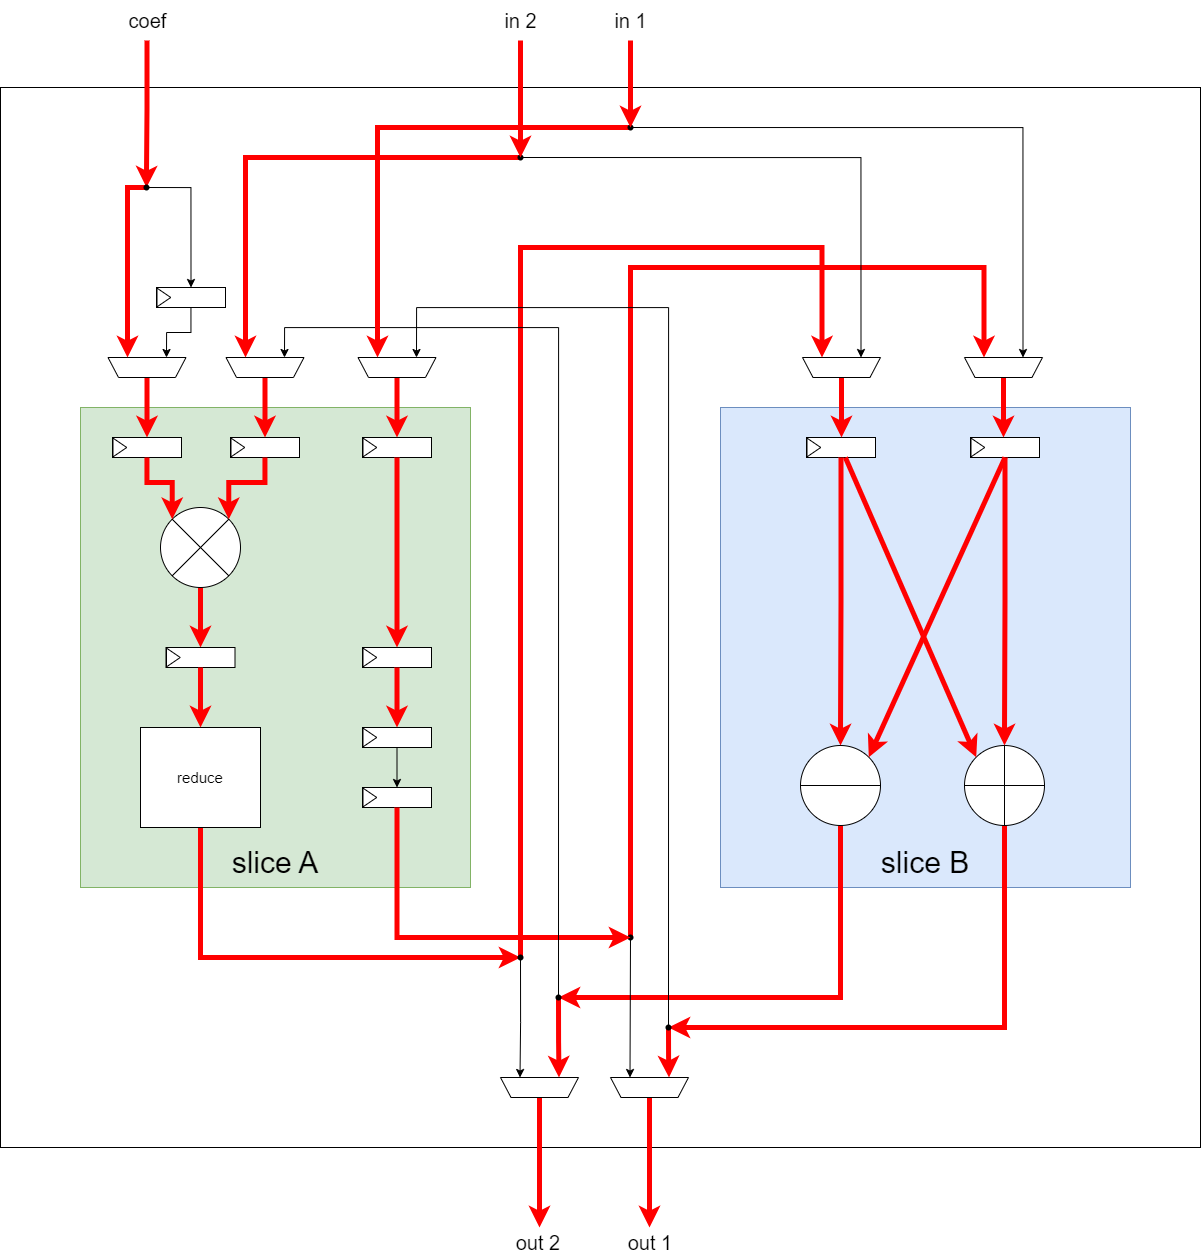 coef
in 2
in 1
reduce
slice A
slice B
out 2
out 1